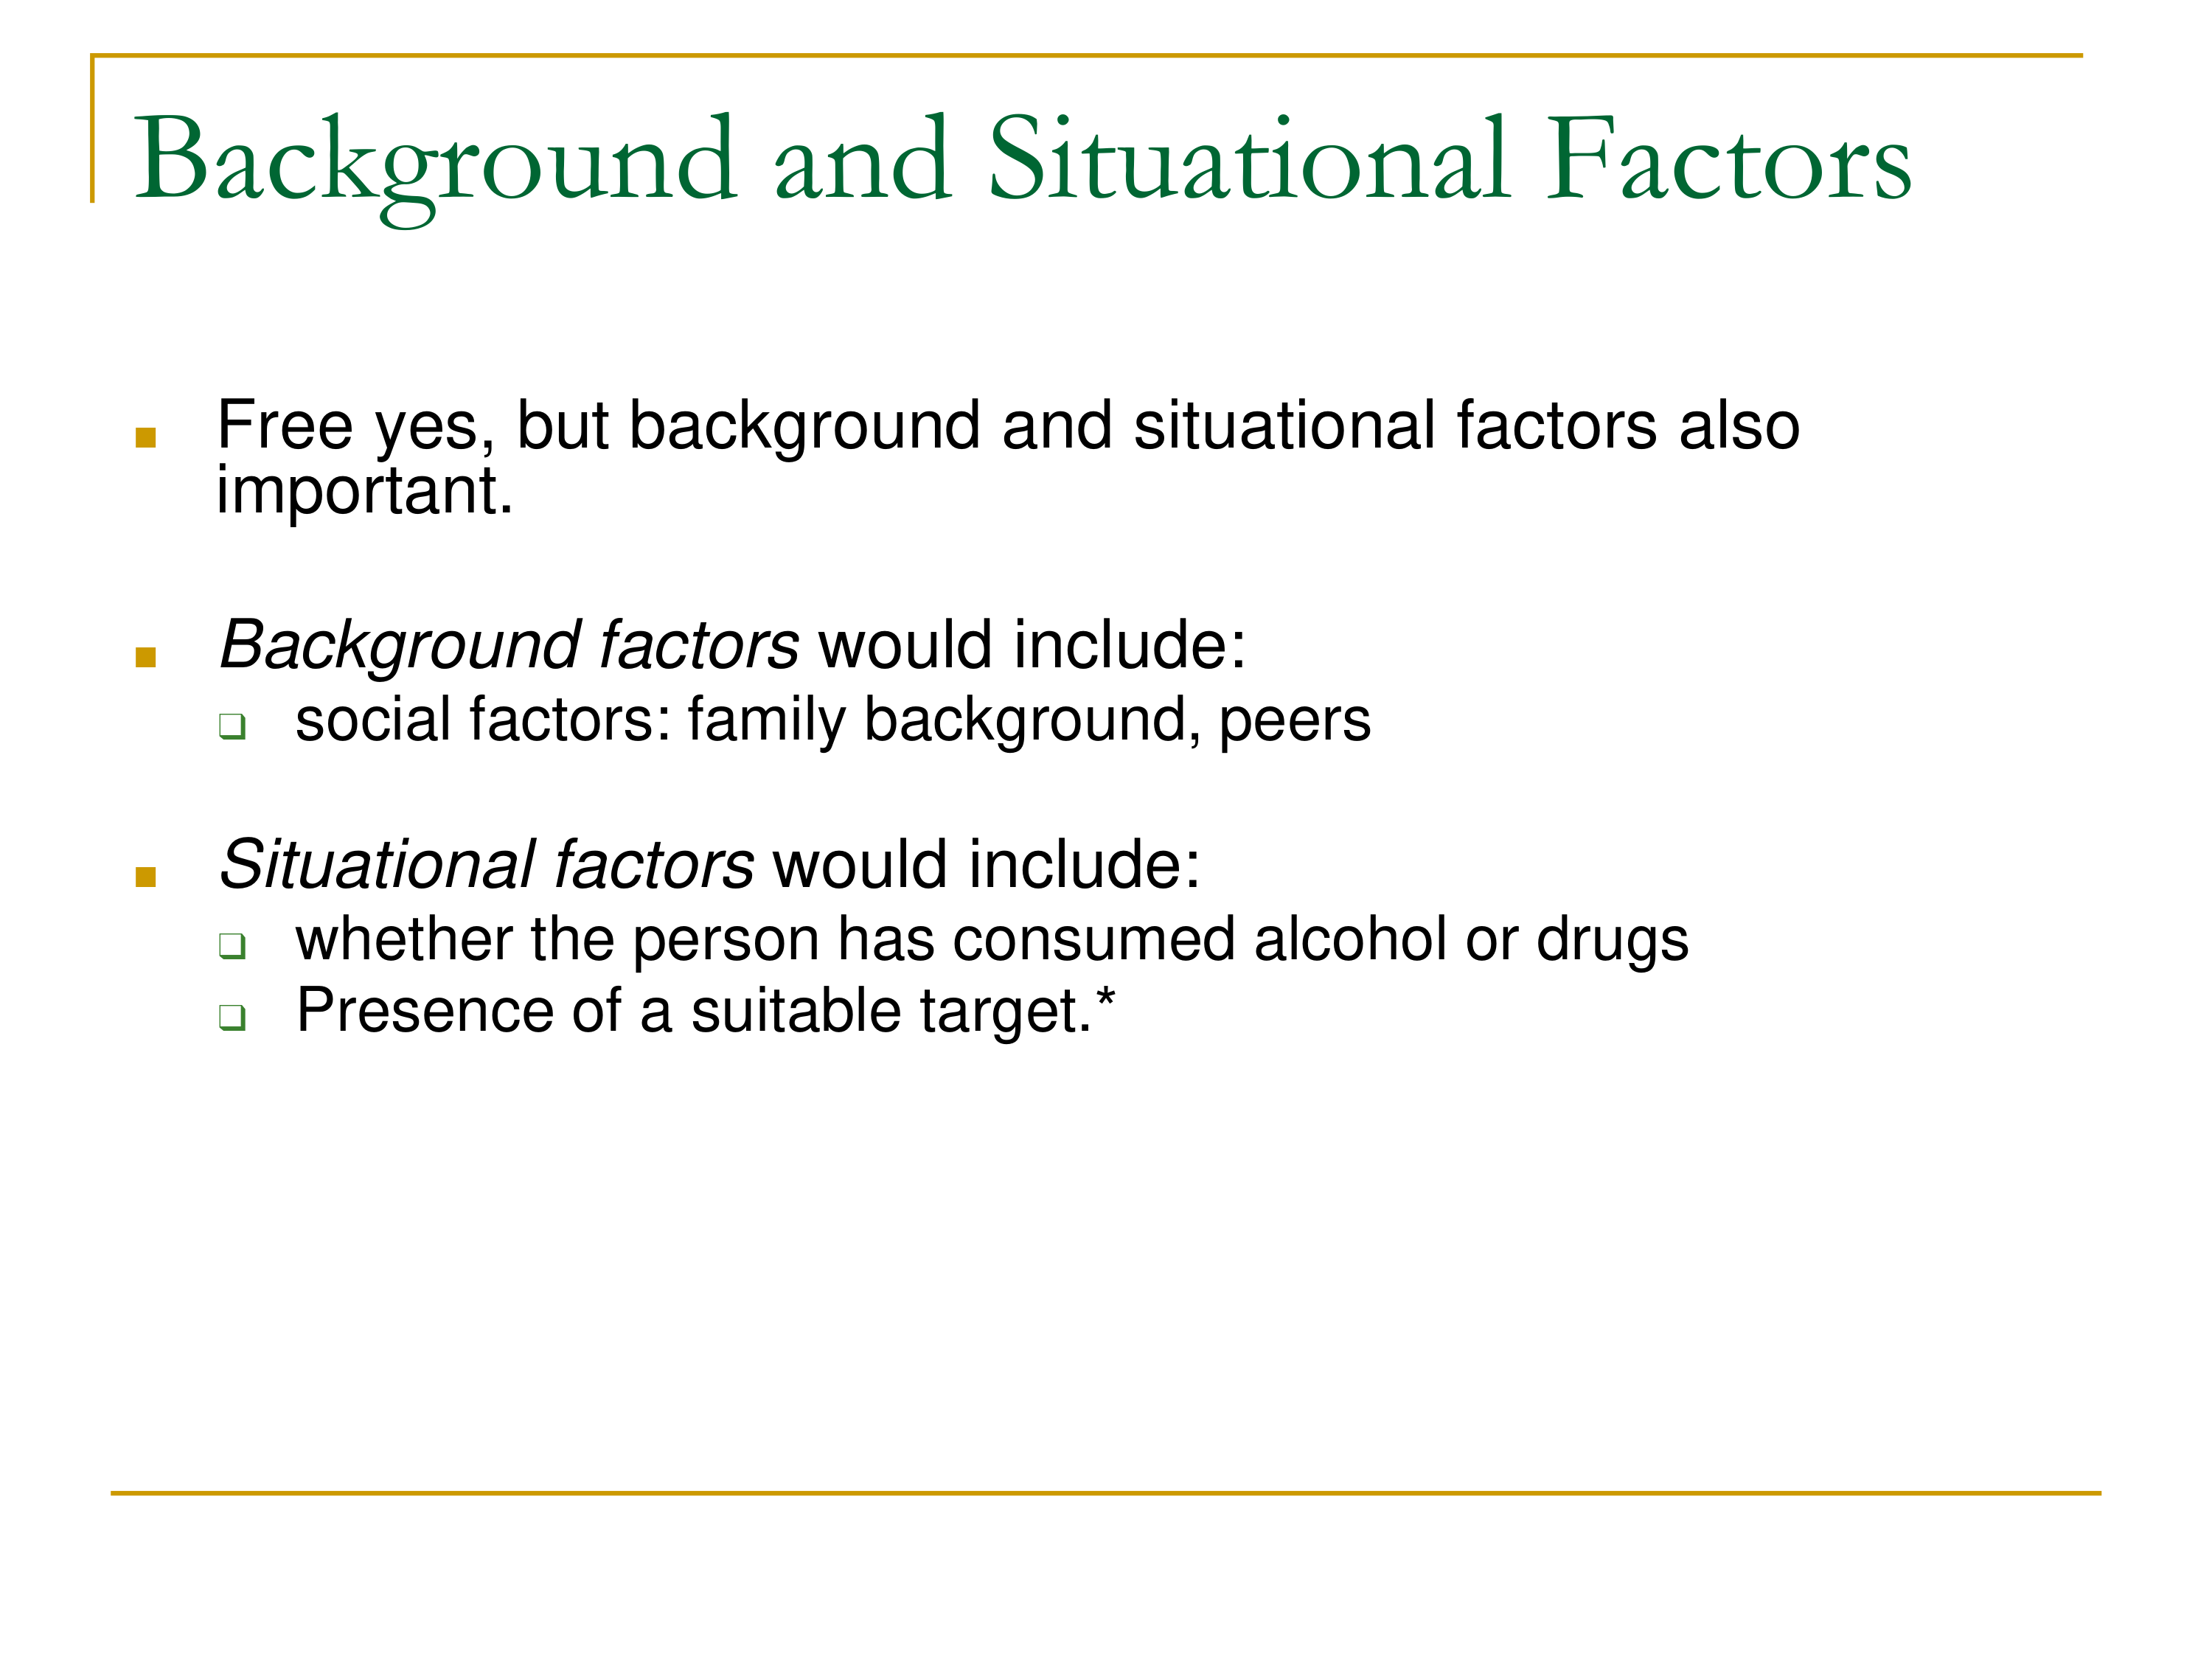 Background and Situational Factors
Free yes, but background and situational factors also
important.
Background factors would include:
social factors: family background, peers
Situational factors would include:
whether the person has consumed alcohol or drugs
Presence of a suitable target.*